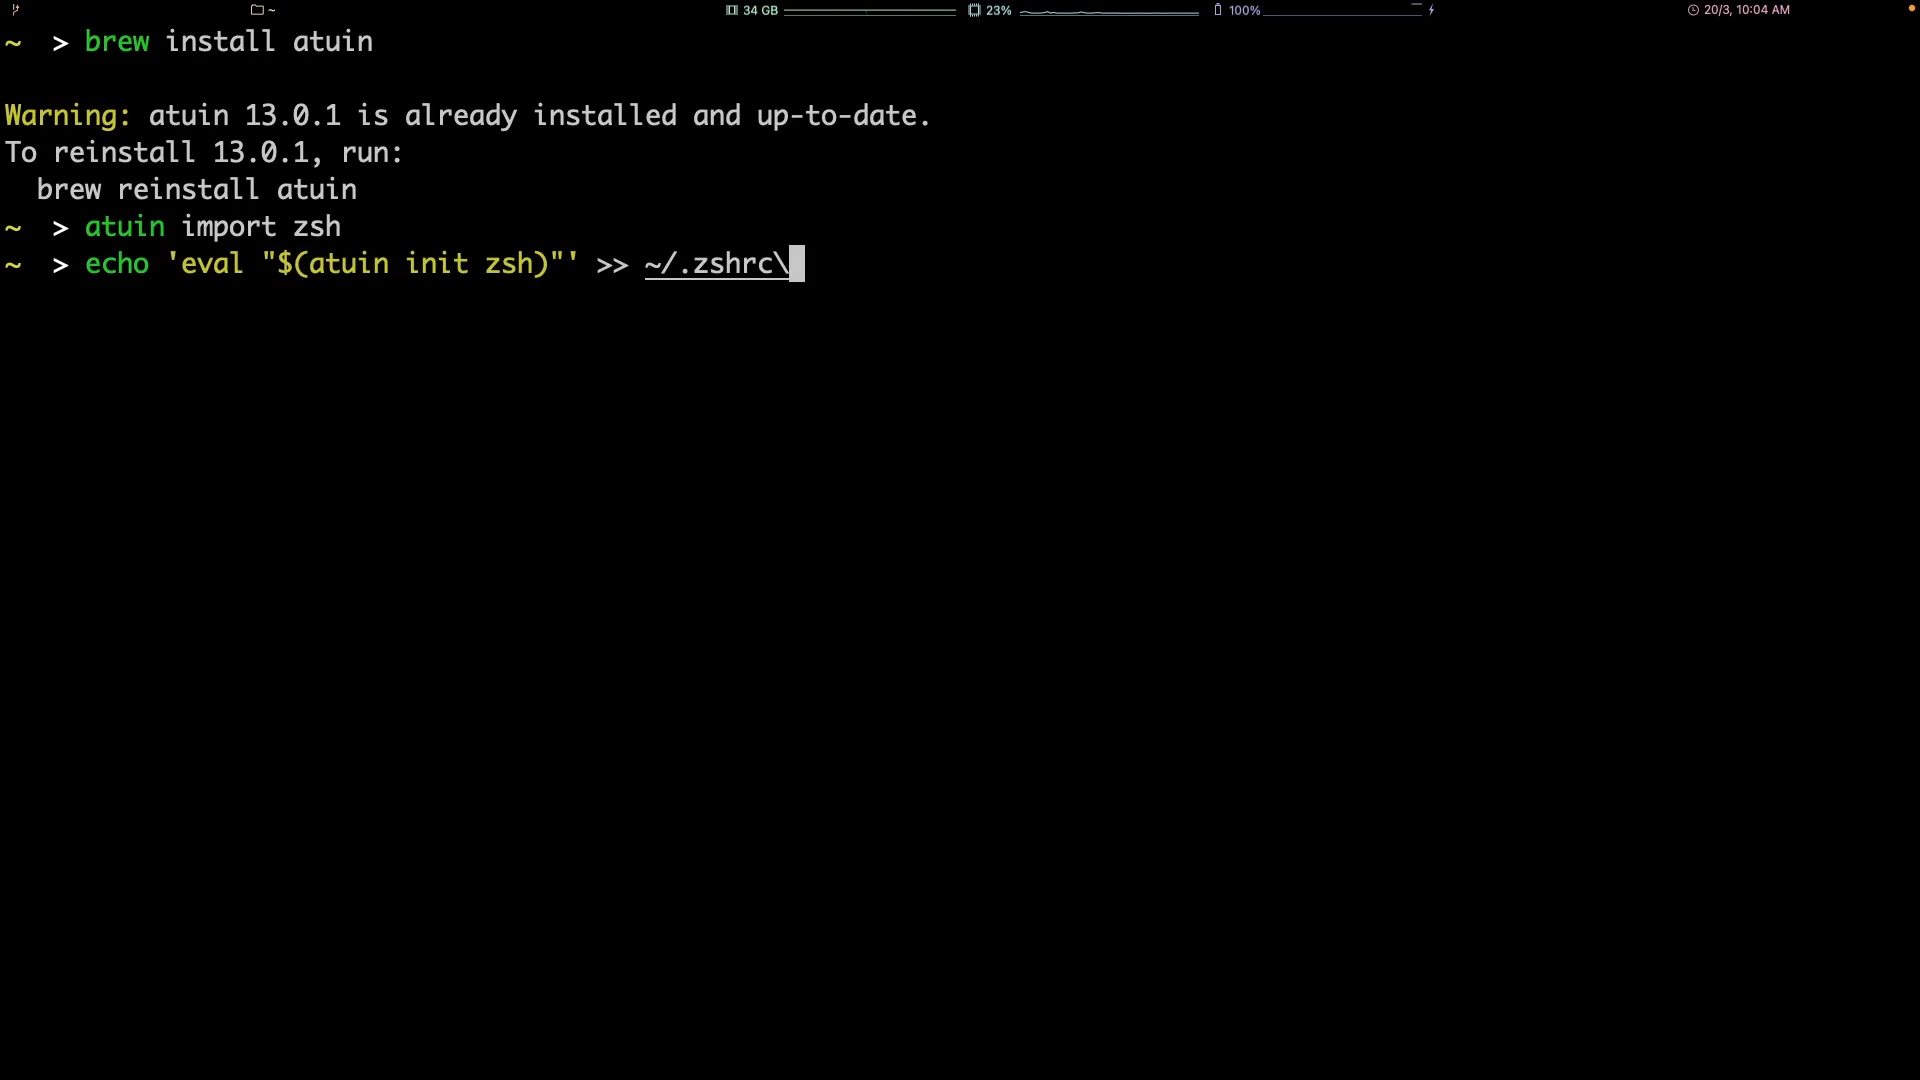 ~ 34 GB 23% 100% 20/3, 10:04 AM
~ > brew install atuin
Warning: atuin 13.0.1 is already installed and up-to-date.
To reinstall 13.0.1, run:
  brew reinstall atuin
~ > atuin import zsh
~ > echo 'eval "$(atuin init zsh)"' >> ~/.zshrc\